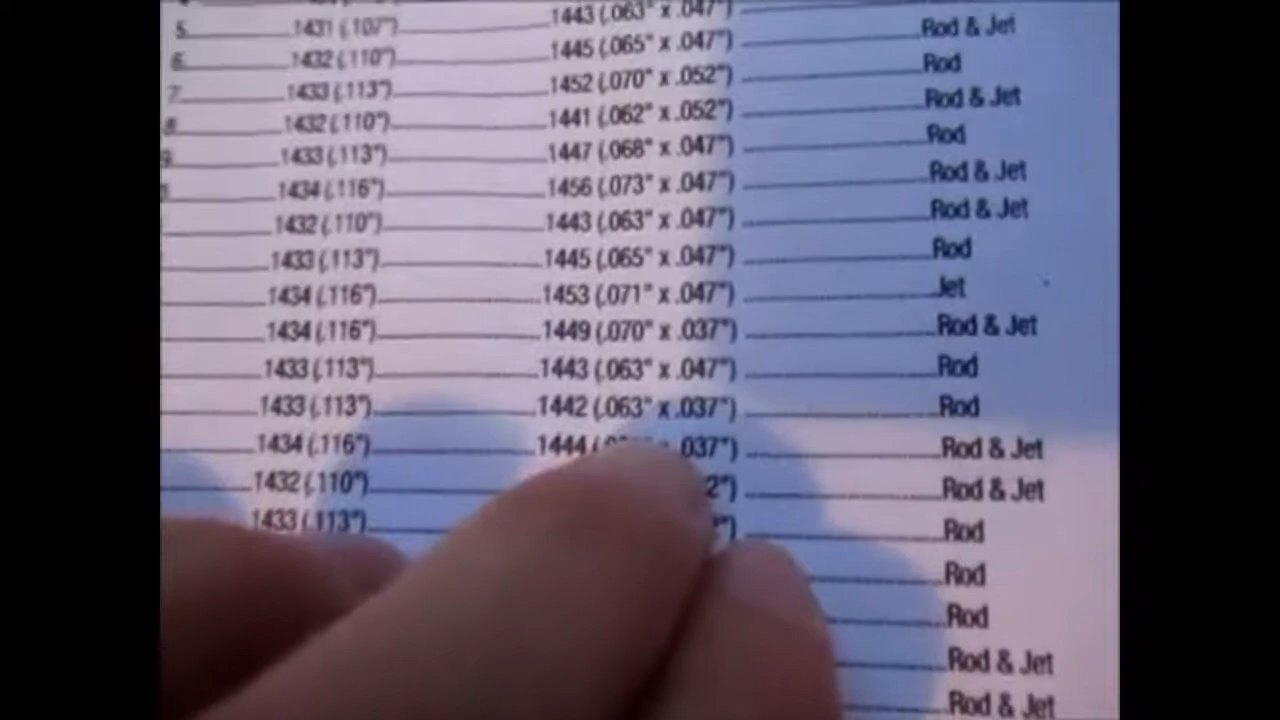 5 1431 (.107") 1443 (.063" x .047")
6 1432 (.110") 1445 (.065" x .047") Rod & Jet
7 1433 (.113") 1452 (.070" x .052") Rod
8 1432 (.110") 1441 (.062" x .052") Rod & Jet
9 1433 (.113") 1447 (.068" x .047") Rod
1434 (.116") 1456 (.073" x .047") Rod & Jet
1432 (.110") 1443 (.063" x .047") Rod & Jet
1433 (.113") 1445 (.065" x .047") Rod
1434 (.116") 1453 (.071" x .047") Jet
1434 (.116") 1449 (.070" x .037") Rod & Jet
1433 (.113") 1443 (.063" x .047") Rod
1433 (.113") 1442 (.063" x .037") Rod
1434 (.116") 1444 .037") Rod & Jet
1432 (.110") Rod & Jet
1433 (.113") Rod
Rod
Rod
Rod & Jet
Rod & Jet